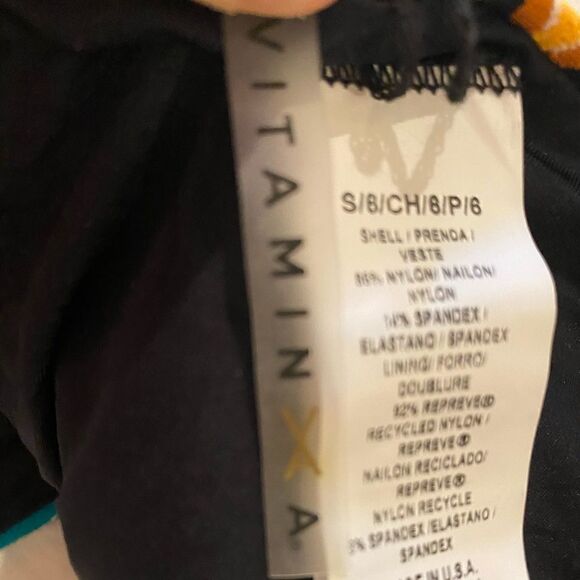 VITAMIN X A.
S/6/CH/6/P/6
SHELL / PRENDA /
VESTE
86% NYLON/ NAILON/
NYLON
14% SPANDEX /
ELASTANO / SPANDEX
LINING/ FORRO/
DOUBLURE
92% REPREVE®
RECYCLED NYLON /
REPREVE®
NAILON RECICLADO/
REPREVE®
NYLON RECYCLE
8% SPANDEX /ELASTANO /
SPANDEX
IN U.S.A.